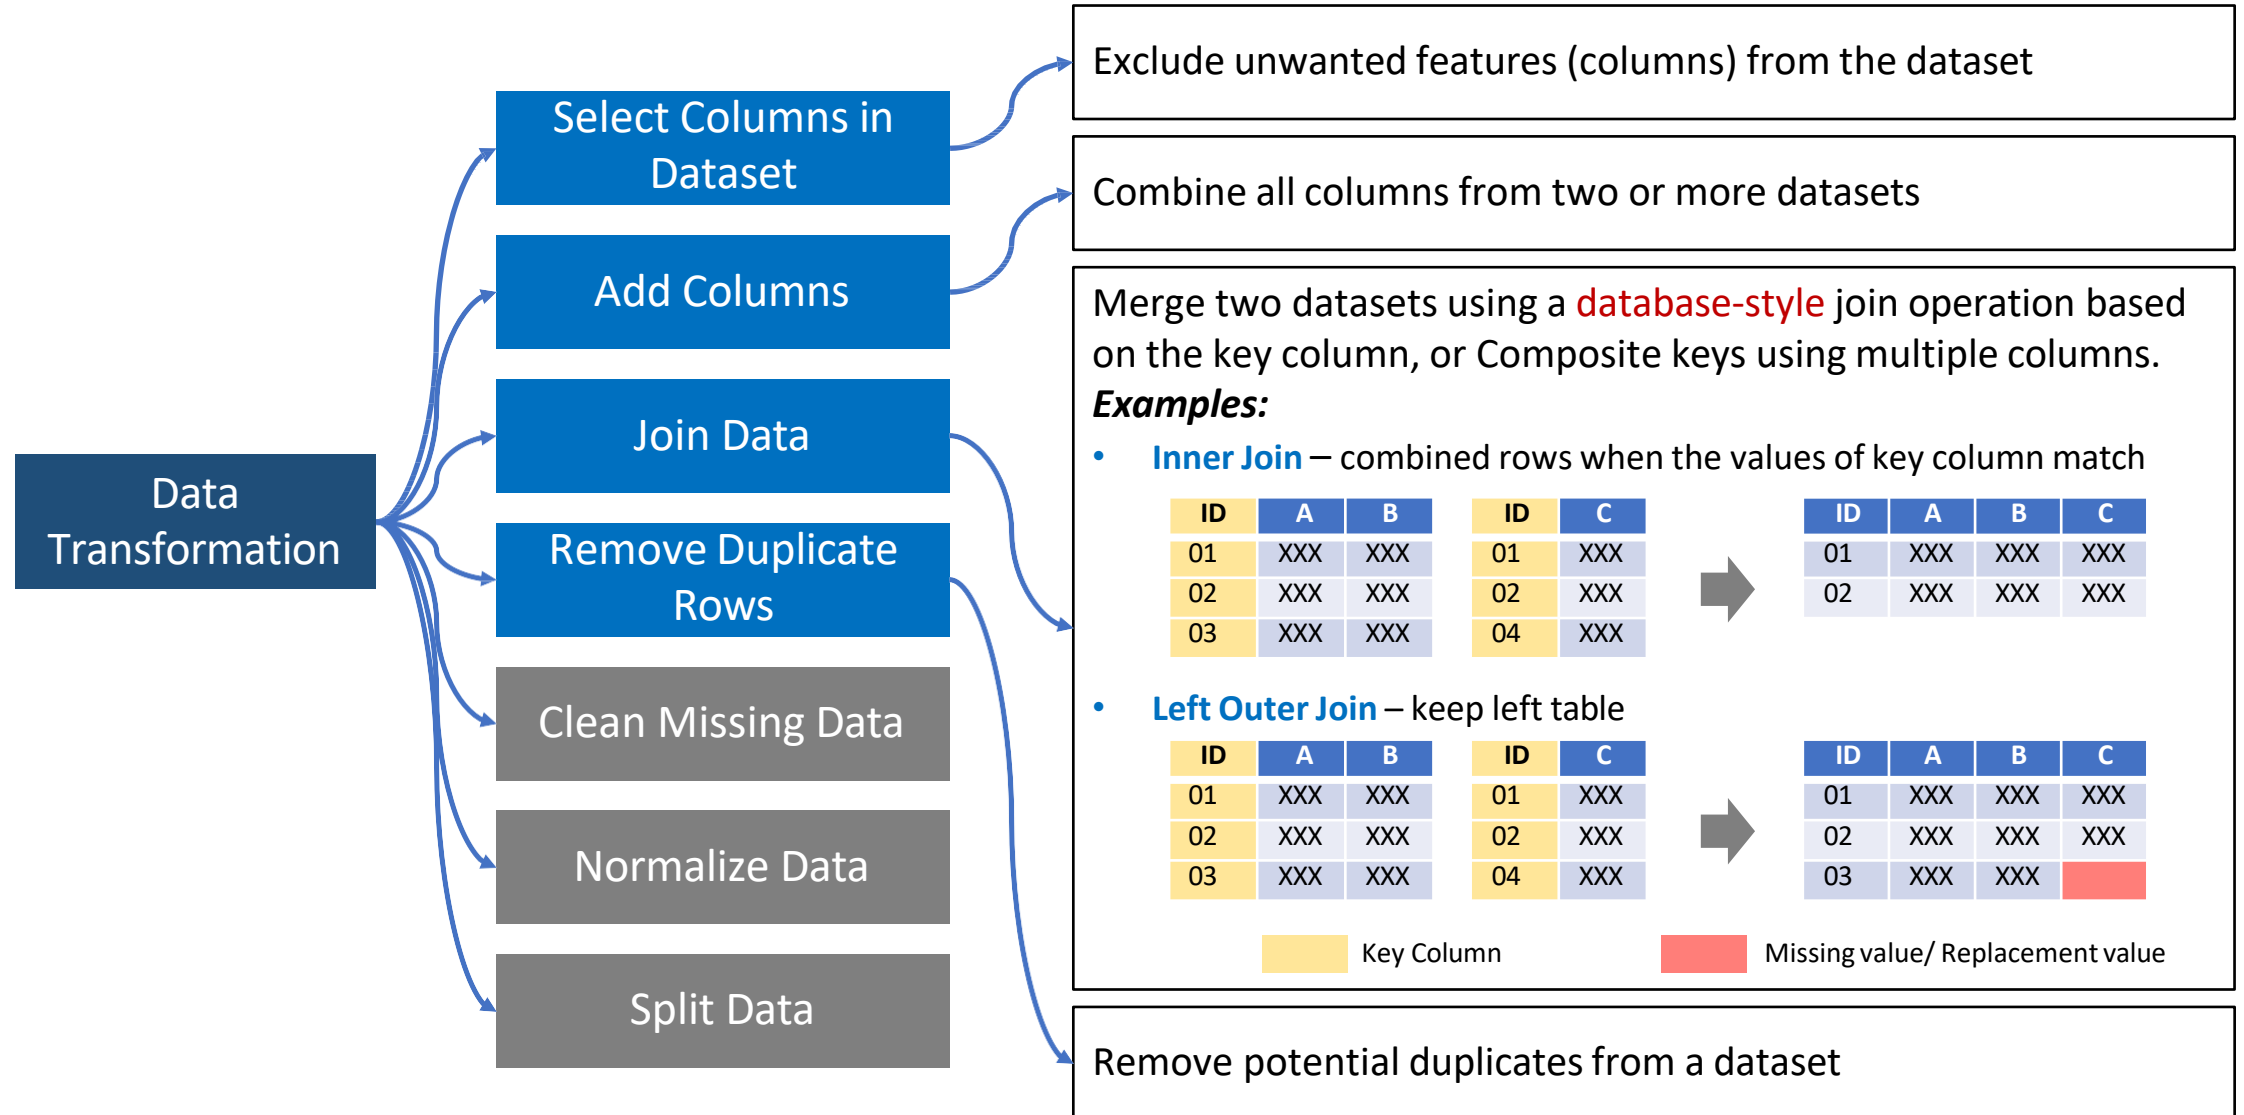 Data
Transformation
Select Columns in
Dataset
Add Columns
Join Data
Remove Duplicate
Rows
Clean Missing Data
Normalize Data
Split Data
Exclude unwanted features (columns) from the dataset
Combine all columns from two or more datasets
Merge two datasets using a database-style join operation based
on the key column, or Composite keys using multiple columns.
Examples:
• Inner Join – combined rows when the values of key column match
ID A B ID C ID A B C
01 XXX XXX 01 XXX 01 XXX XXX XXX
02 XXX XXX 02 XXX 02 XXX XXX XXX
03 XXX XXX 04 XXX
• Left Outer Join – keep left table
ID A B ID C ID A B C
01 XXX XXX 01 XXX 01 XXX XXX XXX
02 XXX XXX 02 XXX 02 XXX XXX XXX
03 XXX XXX 04 XXX 03 XXX XXX
Key Column Missing value/ Replacement value
Remove potential duplicates from a dataset